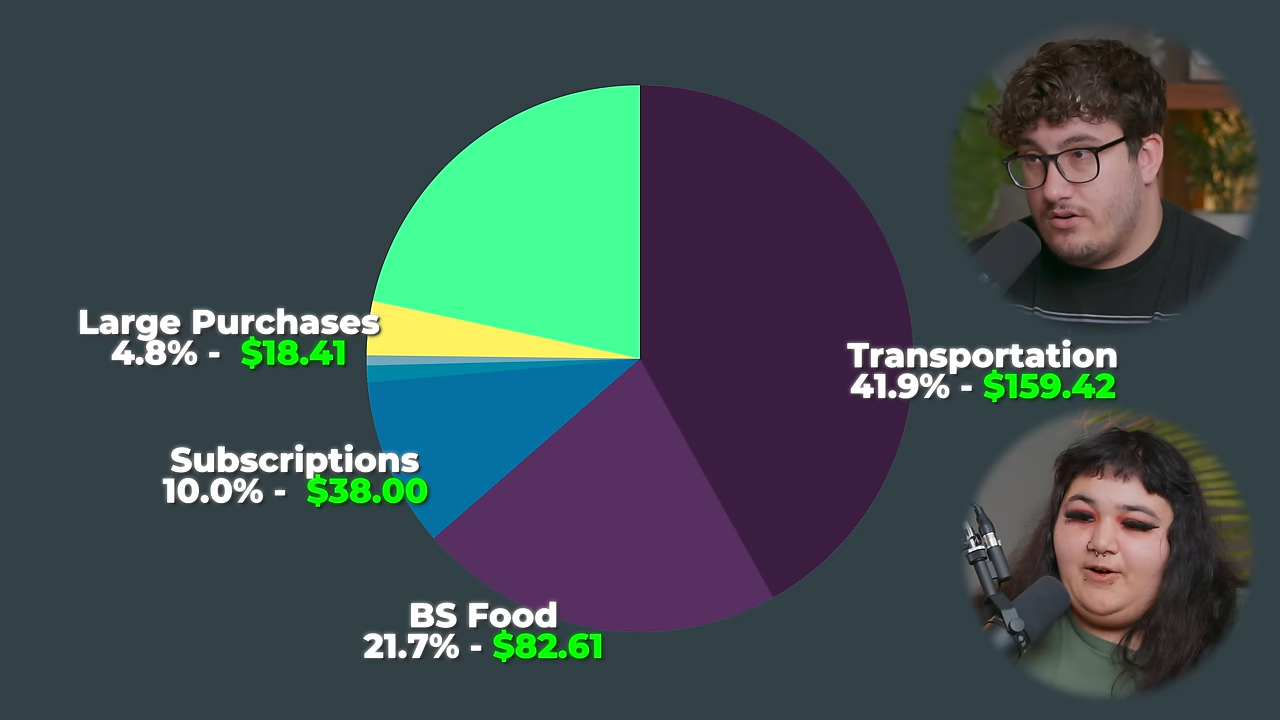 Large Purchases
4.8% - $18.41
Transportation
41.9% - $159.42
Subscriptions
10.0% - $38.00
BS Food
21.7% - $82.61